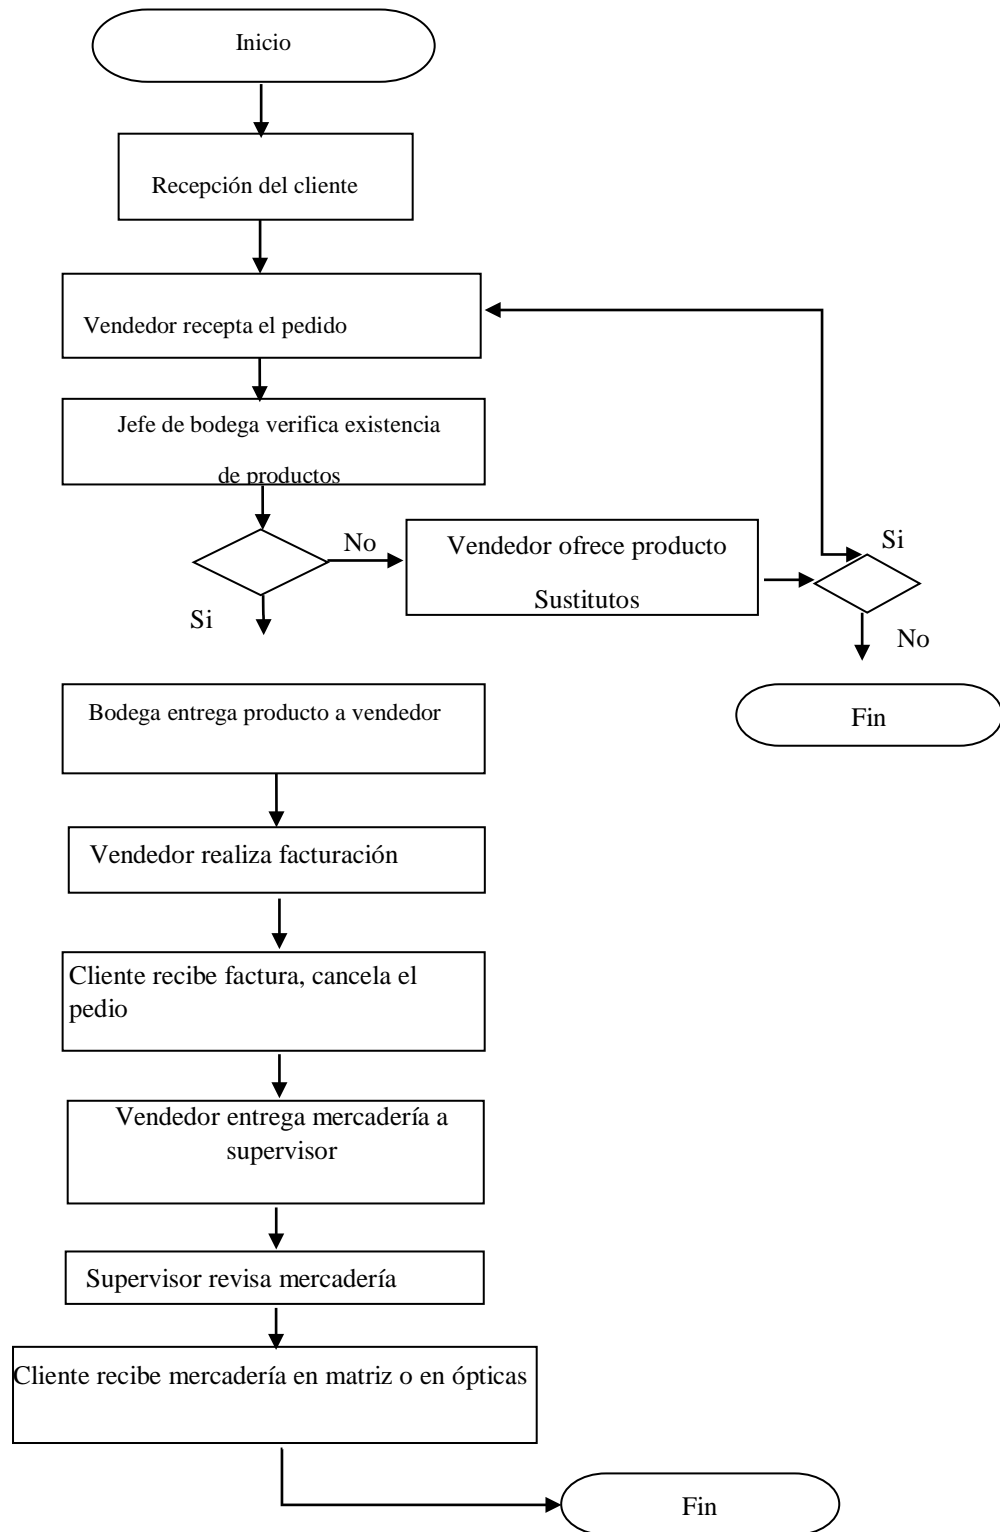 Inicio
Recepción del cliente
Vendedor recepta el pedido
Jefe de bodega verifica existencia
de productos
No
Vendedor ofrece producto
Sustitutos
Si
Si
No
Bodega entrega producto a vendedor
Fin
Vendedor realiza facturación
Cliente recibe factura, cancela el
pedio
Vendedor entrega mercadería a
supervisor
Supervisor revisa mercadería
Cliente recibe mercadería en matriz o en ópticas
Fin